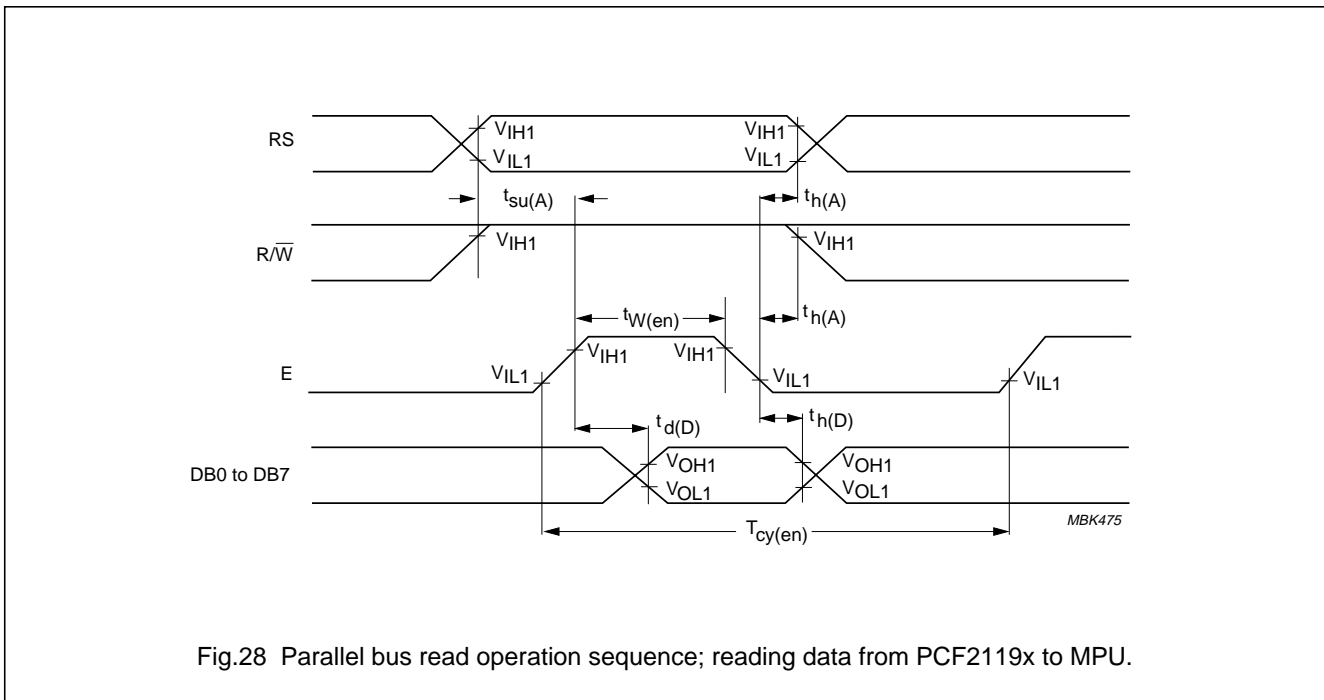 RS
VIH1
VIL1
VIH1
VIL1
tsu(A)
th(A)
R/W̅
VIH1
VIH1
tW(en)
th(A)
E
VIL1
VIH1
VIH1
VIL1
VIL1
td(D)
th(D)
DB0 to DB7
VOH1
VOL1
VOH1
VOL1
MBK475
Tcy(en)
Fig.28 Parallel bus read operation sequence; reading data from PCF2119x to MPU.